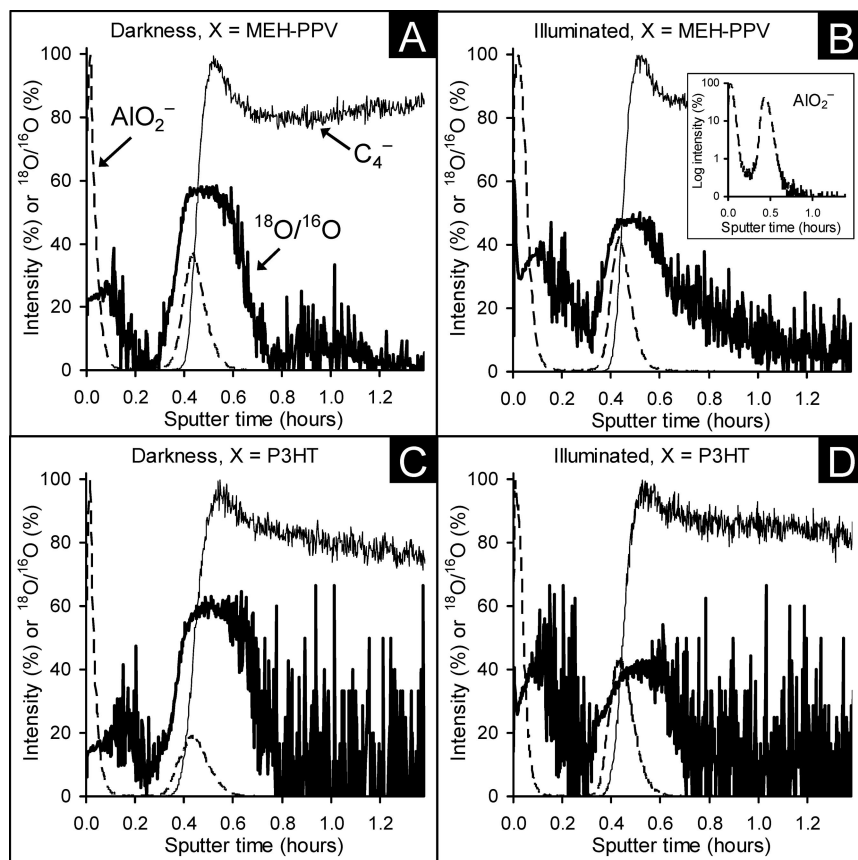 Darkness, X = MEH-PPV
A
100
80
60
40
20
0
Intensity (%) or ¹⁸O/¹⁶O (%)
AlO₂⁻
C₄⁻
¹⁸O/¹⁶O
0.0 0.2 0.4 0.6 0.8 1.0 1.2
Sputter time (hours)
Illuminated, X = MEH-PPV
B
100
80
60
40
20
0
Intensity (%) or ¹⁸O/¹⁶O (%)
100
10
1
0
Log intensity (%)
AlO₂⁻
0.0 0.5 1.0
Sputter time (hours)
0.0 0.2 0.4 0.6 0.8 1.0 1.2
Sputter time (hours)
Darkness, X = P3HT
C
100
80
60
40
20
0
Intensity (%) or ¹⁸O/¹⁶O (%)
0.0 0.2 0.4 0.6 0.8 1.0 1.2
Sputter time (hours)
Illuminated, X = P3HT
D
100
80
60
40
20
0
Intensity (%) or ¹⁸O/¹⁶O (%)
0.0 0.2 0.4 0.6 0.8 1.0 1.2
Sputter time (hours)